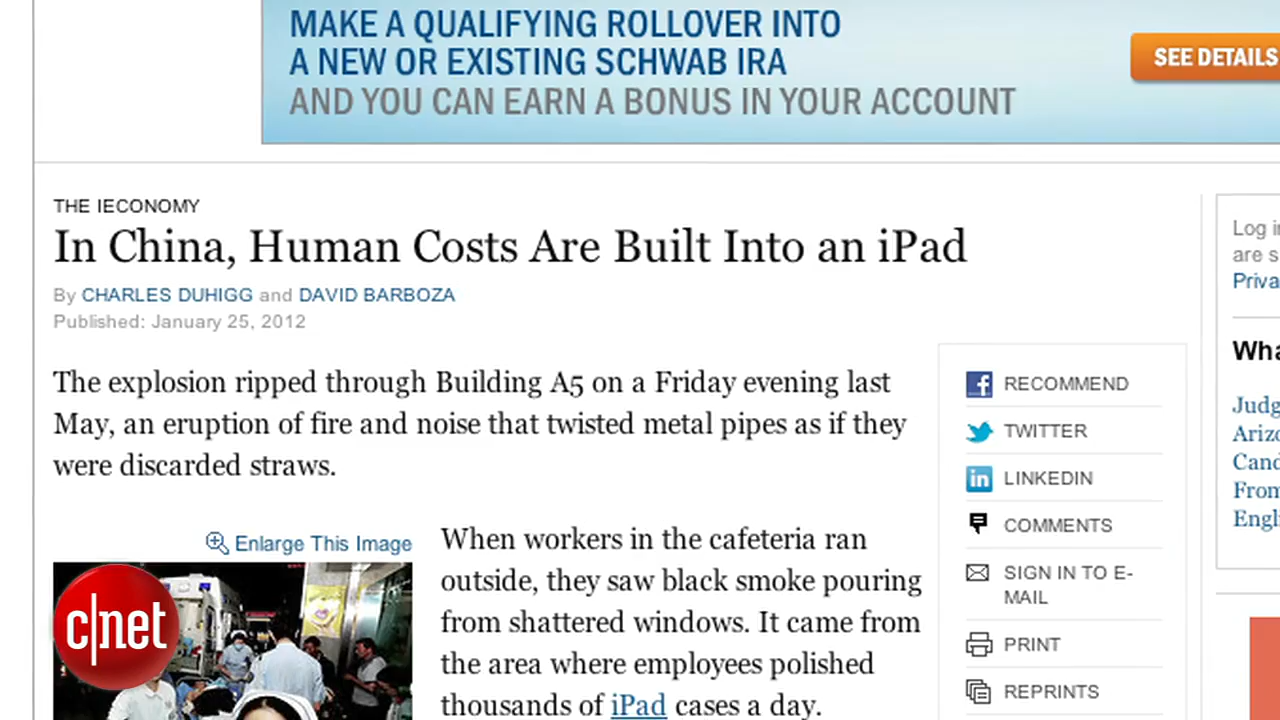 MAKE A QUALIFYING ROLLOVER INTO
A NEW OR EXISTING SCHWAB IRA
AND YOU CAN EARN A BONUS IN YOUR ACCOUNT
SEE DETAILS
THE IECONOMY
In China, Human Costs Are Built Into an iPad
By CHARLES DUHIGG and DAVID BARBOZA
Published: January 25, 2012
The explosion ripped through Building A5 on a Friday evening last
May, an eruption of fire and noise that twisted metal pipes as if they
were discarded straws.
Enlarge This Image
When workers in the cafeteria ran
outside, they saw black smoke pouring
from shattered windows. It came from
the area where employees polished
thousands of iPad cases a day.
c|net
RECOMMEND
TWITTER
LINKEDIN
COMMENTS
SIGN IN TO E-
MAIL
PRINT
REPRINTS
Log
are